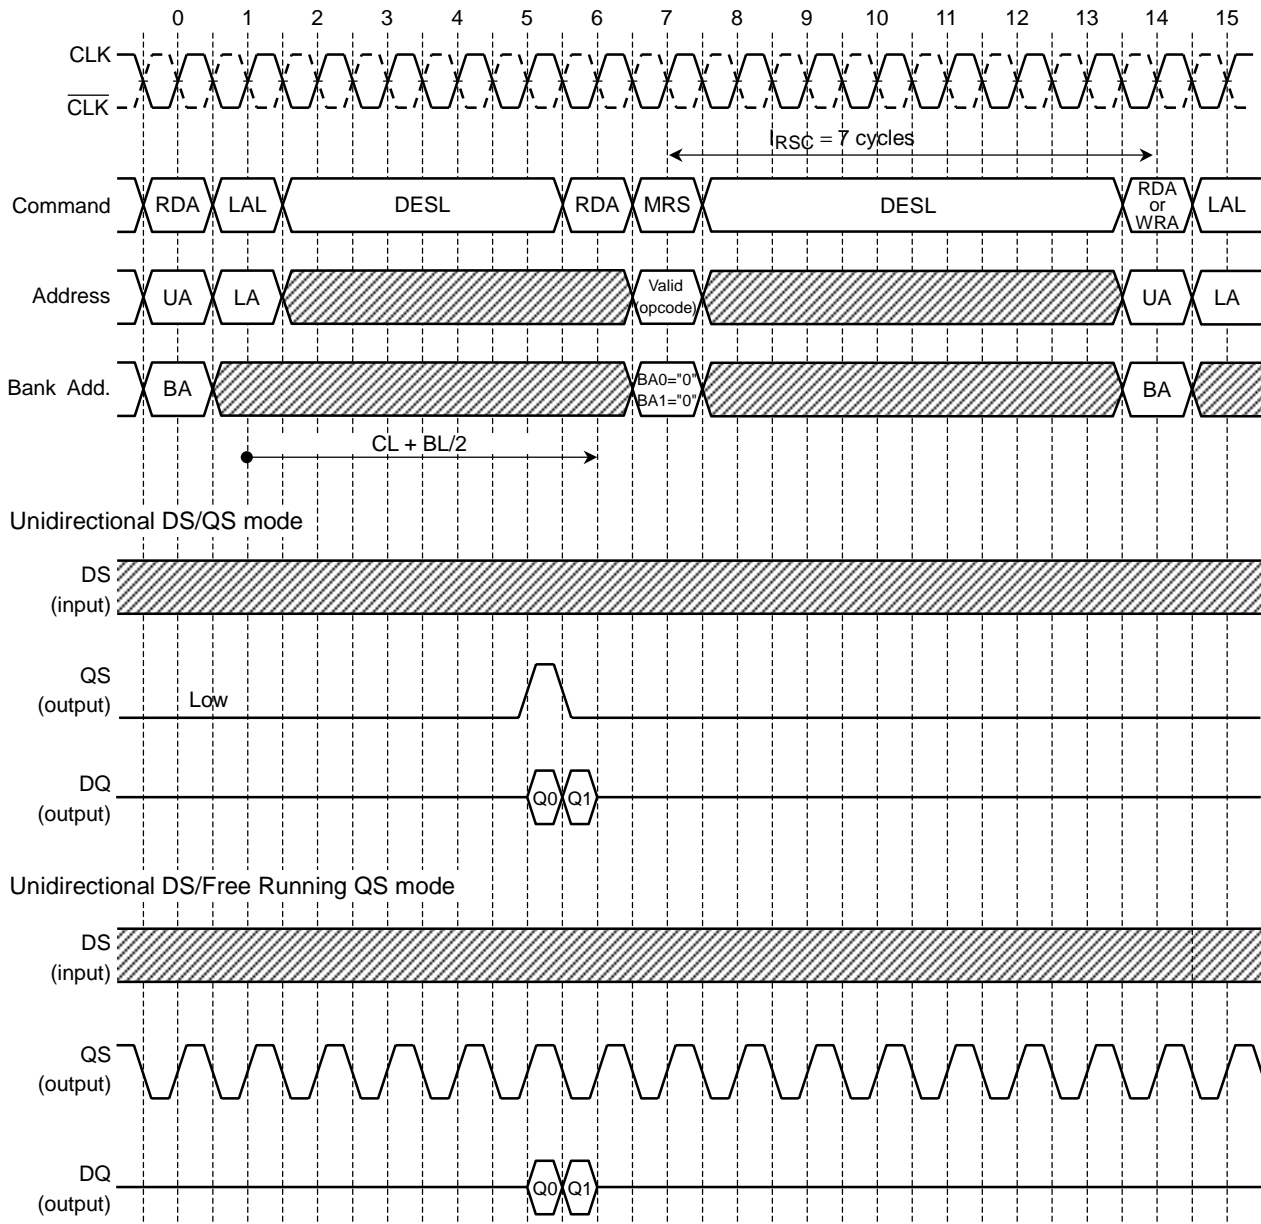 0 1 2 3 4 5 6 7 8 9 10 11 12 13 14 15
CLK
CLK
IRSC = 7 cycles
Command RDA LAL DESL RDA MRS DESL RDA or WRA LAL
Address UA LA Valid (opcode) UA LA
Bank Add. BA BA0="0" BA1="0" BA
CL + BL/2
Unidirectional DS/QS mode
DS
(input)
QS
(output) Low
DQ
(output) Q0 Q1
Unidirectional DS/Free Running QS mode
DS
(input)
QS
(output)
DQ
(output) Q0 Q1